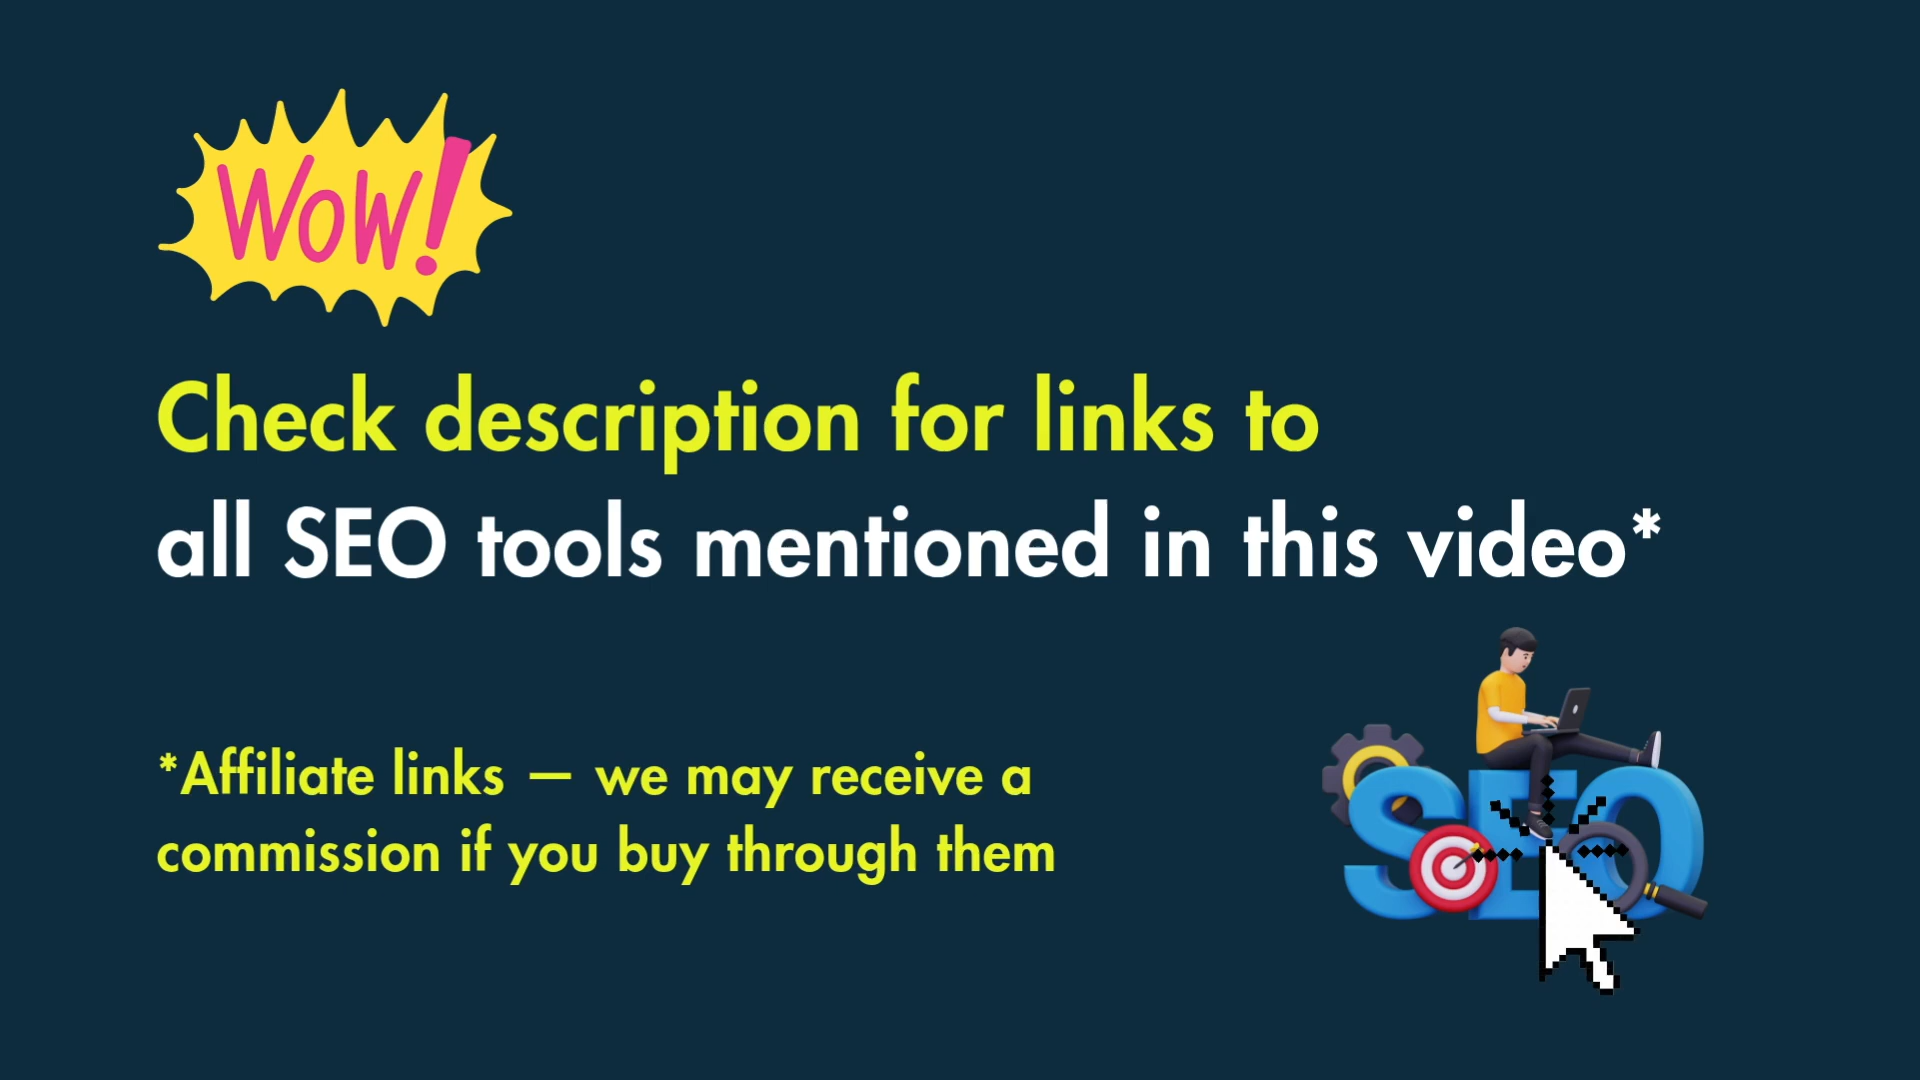 WOW!
Check description for links to
all SEO tools mentioned in this video*
*Affiliate links — we may receive a
commission if you buy through them
SEO